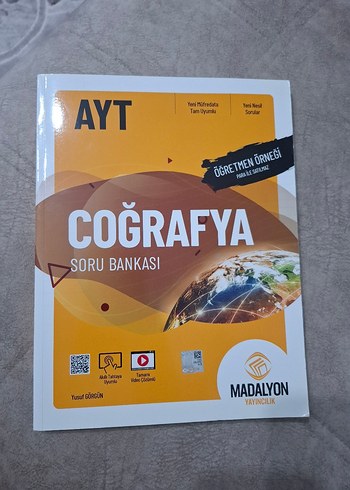 AYT
Yeni Müfredata
Tam Uyumlu
Yeni Nesil
Sorular
ÖĞRETMEN ÖRNEĞİ
PARA İLE SATILMAZ
COĞRAFYA
SORU BANKASI
Akıllı Tahtaya
Uyumlu
Tamamı
Video Çözümlü
Yusuf GÖRGÜN
MADALYON
YAYINCILIK